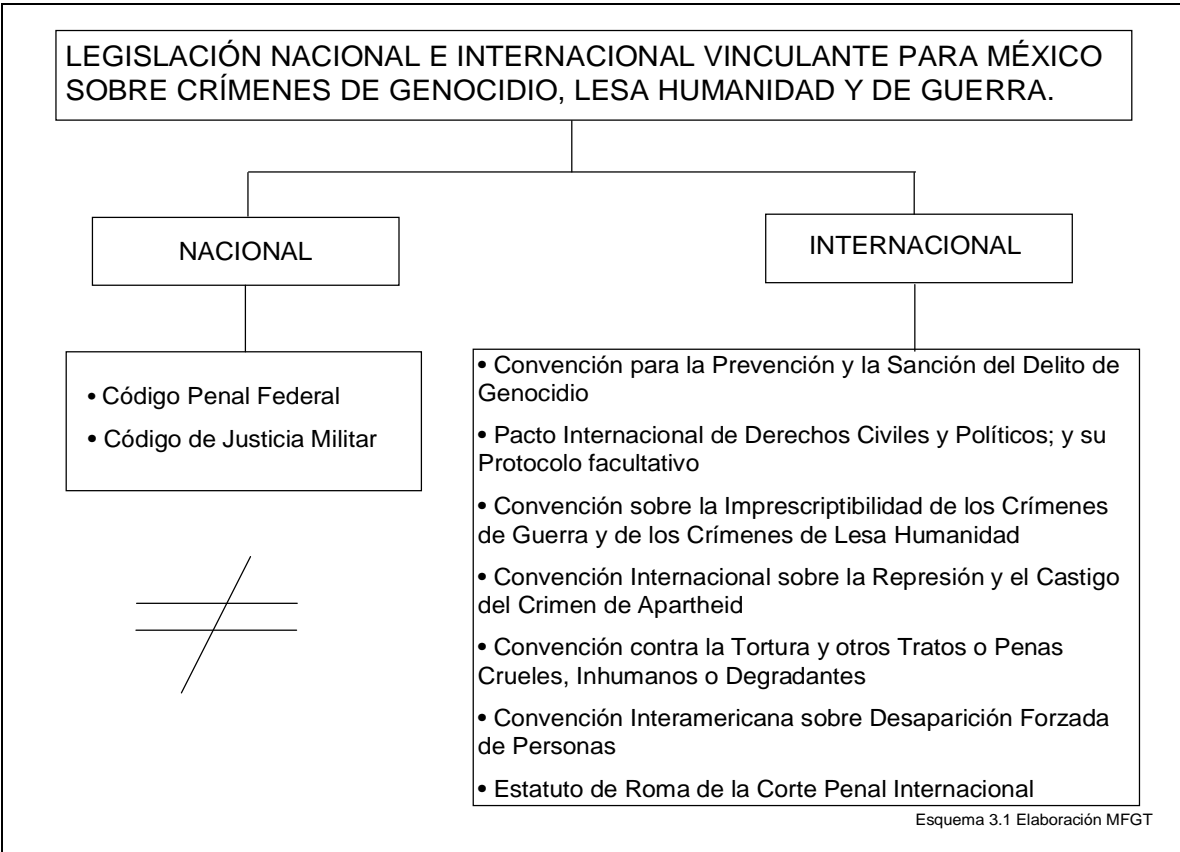 LEGISLACIÓN NACIONAL E INTERNACIONAL VINCULANTE PARA MÉXICO
SOBRE CRÍMENES DE GENOCIDIO, LESA HUMANIDAD Y DE GUERRA.
NACIONAL
• Código Penal Federal
• Código de Justicia Militar
INTERNACIONAL
• Convención para la Prevención y la Sanción del Delito de
Genocidio
• Pacto Internacional de Derechos Civiles y Políticos; y su
Protocolo facultativo
• Convención sobre la Imprescriptibilidad de los Crímenes
de Guerra y de los Crímenes de Lesa Humanidad
• Convención Internacional sobre la Represión y el Castigo
del Crimen de Apartheid
• Convención contra la Tortura y otros Tratos o Penas
Crueles, Inhumanos o Degradantes
• Convención Interamericana sobre Desaparición Forzada
de Personas
• Estatuto de Roma de la Corte Penal Internacional
Esquema 3.1 Elaboración MFGT